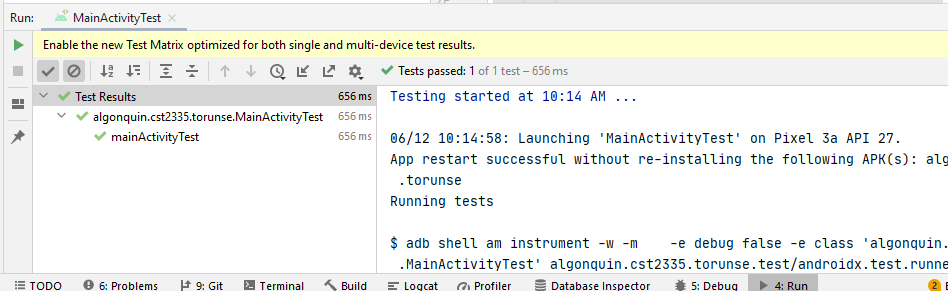 Run: MainActivityTest
Enable the new Test Matrix optimized for both single and multi-device test results.
Tests passed: 1 of 1 test – 656 ms
Test Results 656 ms
algonquin.cst2335.torunse.MainActivityTest 656 ms
mainActivityTest 656 ms
Testing started at 10:14 AM ...
06/12 10:14:58: Launching 'MainActivityTest' on Pixel 3a API 27.
App restart successful without re-installing the following APK(s): alg
.torunse
Running tests
$ adb shell am instrument -w -m    -e debug false -e class 'algonquin.
.MainActivityTest' algonquin.cst2335.torunse.test/androidx.test.runne
TODO 6: Problems 9: Git Terminal Build Logcat Profiler Database Inspector 5: Debug 4: Run 2